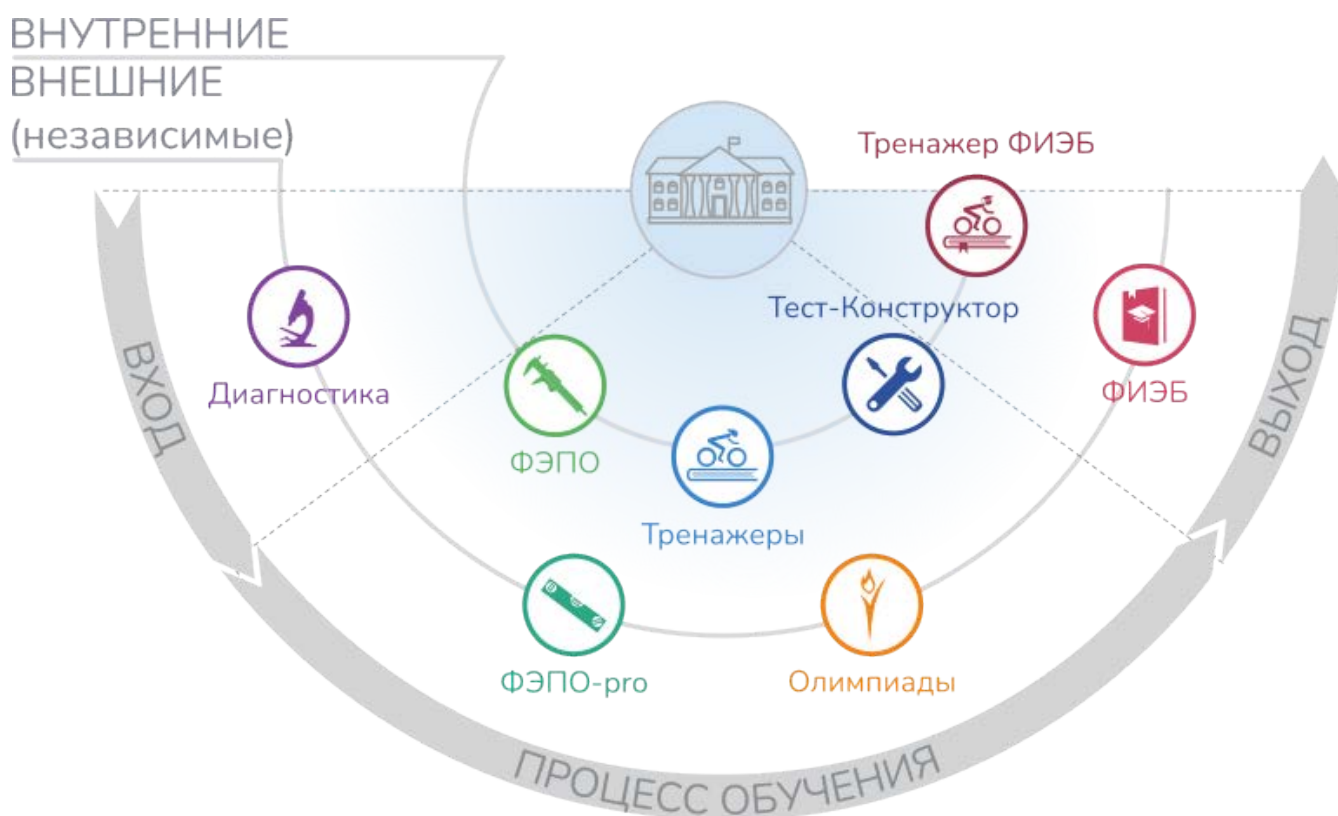 ВНУТРЕННИЕ
ВНЕШНИЕ
(независимые)
Тренажер ФИЭБ
Тест-Конструктор
Диагностика
ФИЭБ
ФЭПО
Тренажеры
ФЭПО-pro
Олимпиады
ВХОД
ПРОЦЕСС ОБУЧЕНИЯ
ВЫХОД